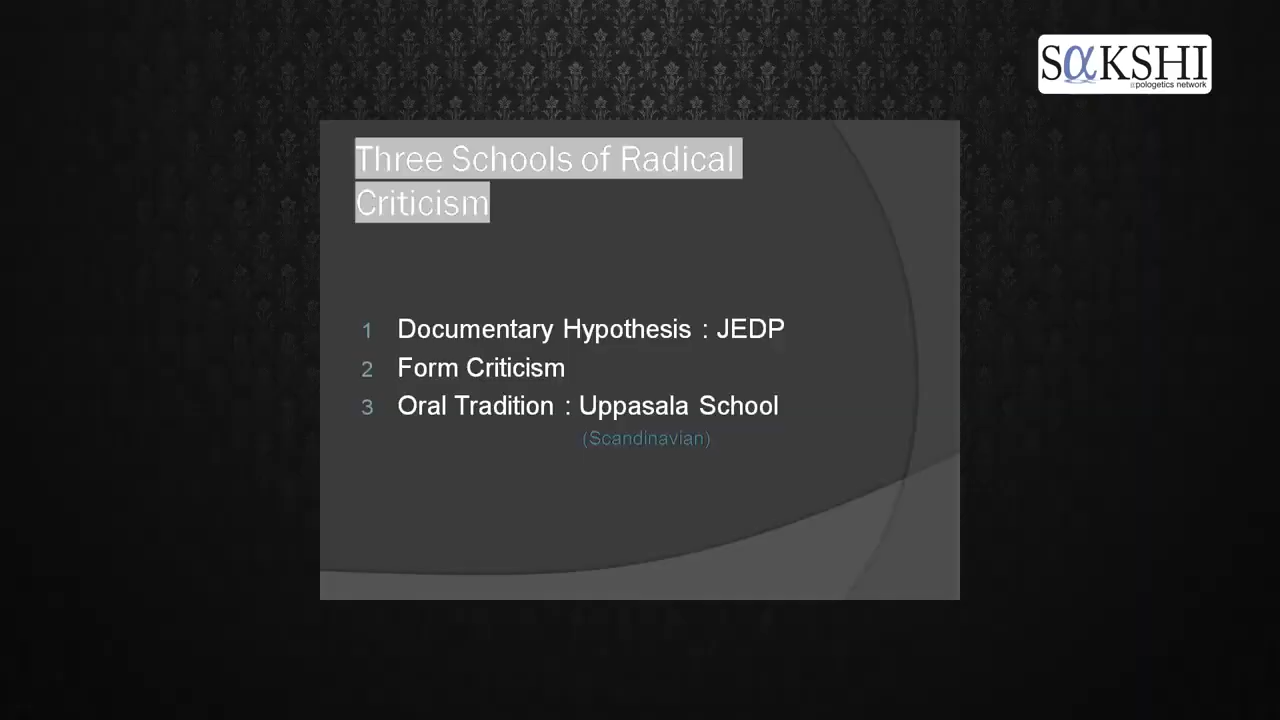 SαKSHI
αpologetics network
Three Schools of Radical
Criticism
1 Documentary Hypothesis : JEDP
2 Form Criticism
3 Oral Tradition : Uppasala School
(Scandinavian)